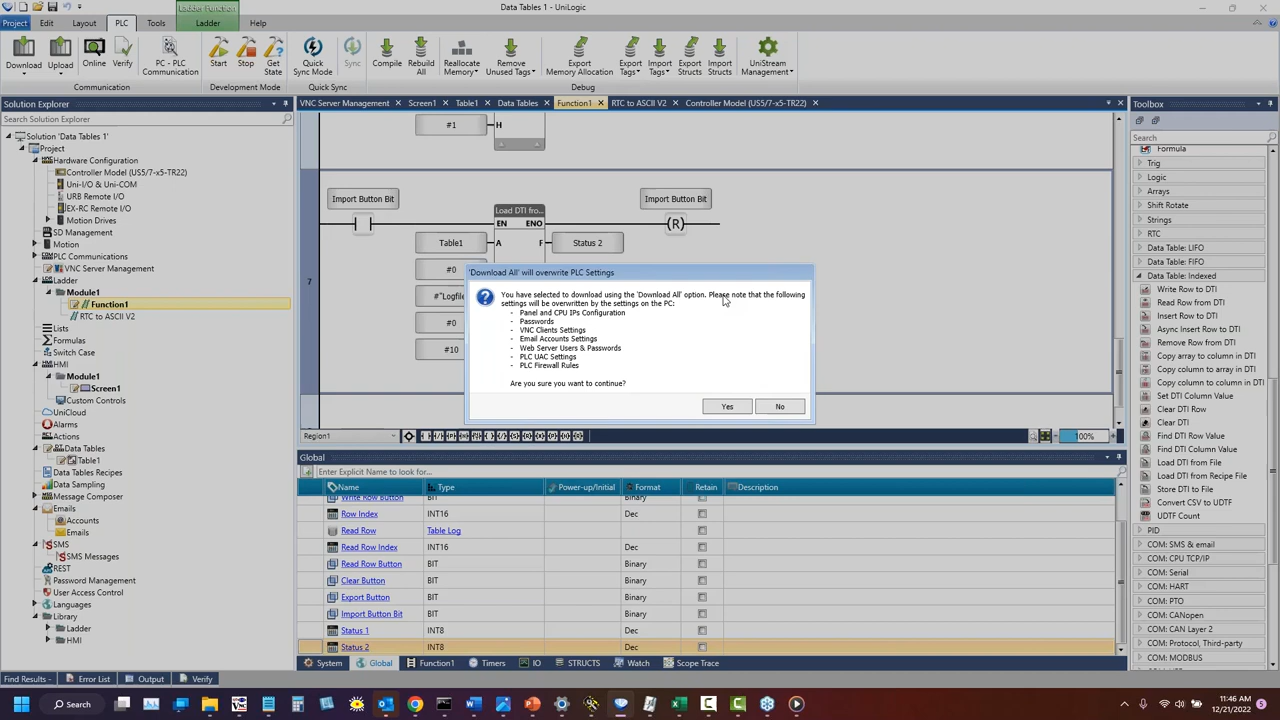 Ladder Function
Data Tables 1 - UniLogic
Project
Edit
Layout
PLC
Tools
Ladder
Help
Download
Upload
Online
Verify
PC - PLC
Communication
Start
Stop
Get
State
Quick
Sync Mode
Sync
Compile
Rebuild
All
Reallocate
Memory
Remove
Unused Tags
Export
Memory Allocation
Export
Tags
Import
Tags
Export
Structs
Import
Structs
UniStream
Management
Communication
Development Mode
Quick Sync
Debug
Solution Explorer
VNC Server Management
Screen1
Table1
Data Tables
Function1
RTC to ASCII V2
Controller Model (US5/7-x5-TR22)
Toolbox
Search Solution Explorer
Solution 'Data Tables 1'
Project
Hardware Configuration
Controller Model (US5/7-x5-TR22)
Uni-I/O & Uni-COM
URB Remote I/O
EX-RC Remote I/O
Motion Drives
SD Management
Motion
PLC Communications
VNC Server Management
Ladder
Module1
Function1
RTC to ASCII V2
Lists
Formulas
Switch Case
HMI
Module1
Screen1
Custom Controls
UniCloud
Alarms
Actions
Data Tables
Table1
Data Tables Recipes
Data Sampling
Message Composer
Emails
Accounts
Emails
SMS
SMS Messages
REST
Password Management
User Access Control
Languages
Library
Ladder
HMI
#1
H
Import Button Bit
Load DTI fro...
Import Button Bit
EN ENO
(R)
7
Table1
A
F
Status 2
#0
#"Logfile
#0
#10
'Download All' will overwrite PLC Settings
You have selected to download using the 'Download All' option. Please note that the following
settings will be overwritten by the settings on the PC:
- Panel and CPU IPs Configuration
- Passwords
- VNC Clients Settings
- Email Accounts Settings
- Web Server Users & Passwords
- PLC UAC Settings
- PLC Firewall Rules
Are you sure you want to continue?
Yes
No
Region1
100%
Global
Enter Explicit Name to look for...
Name
Type
Power-up/Initial
Format
Retain
Description
Write Row Button BIT Binary
Row Index INT16 Dec
Read Row Table Log
Read Row Index INT16 Dec
Read Row Button BIT Binary
Clear Button BIT Binary
Export Button BIT Binary
Import Button Bit BIT Binary
Status 1 INT8 Dec
Status 2 INT8 Dec
System
Global
Function1
Timers
IO
STRUCTS
Watch
Scope Trace
Search
Formula
Trig
Logic
Arrays
Shift Rotate
Strings
RTC
Data Table: LIFO
Data Table: FIFO
Data Table: Indexed
Write Row to DTI
Read Row from DTI
Insert Row to DTI
Async Insert Row to DTI
Remove Row from DTI
Copy array to column in DTI
Copy column to array in DTI
Copy column to column in DTI
Set DTI Column Value
Clear DTI Row
Find DTI Row Value
Find DTI Column Value
Load DTI from File
Load DTI from Recipe File
Store DTI to File
Convert CSV to UDTF
UDTF Count
PID
COM: SMS & email
COM: CPU TCP/IP
COM: Serial
COM: HART
COM: PTO
COM: CANopen
COM: CAN Layer 2
Protocol, Third-party
COM: MODBUS
Find Results -
Error List
Output
Verify
Search
11:46 AM
12/21/2022